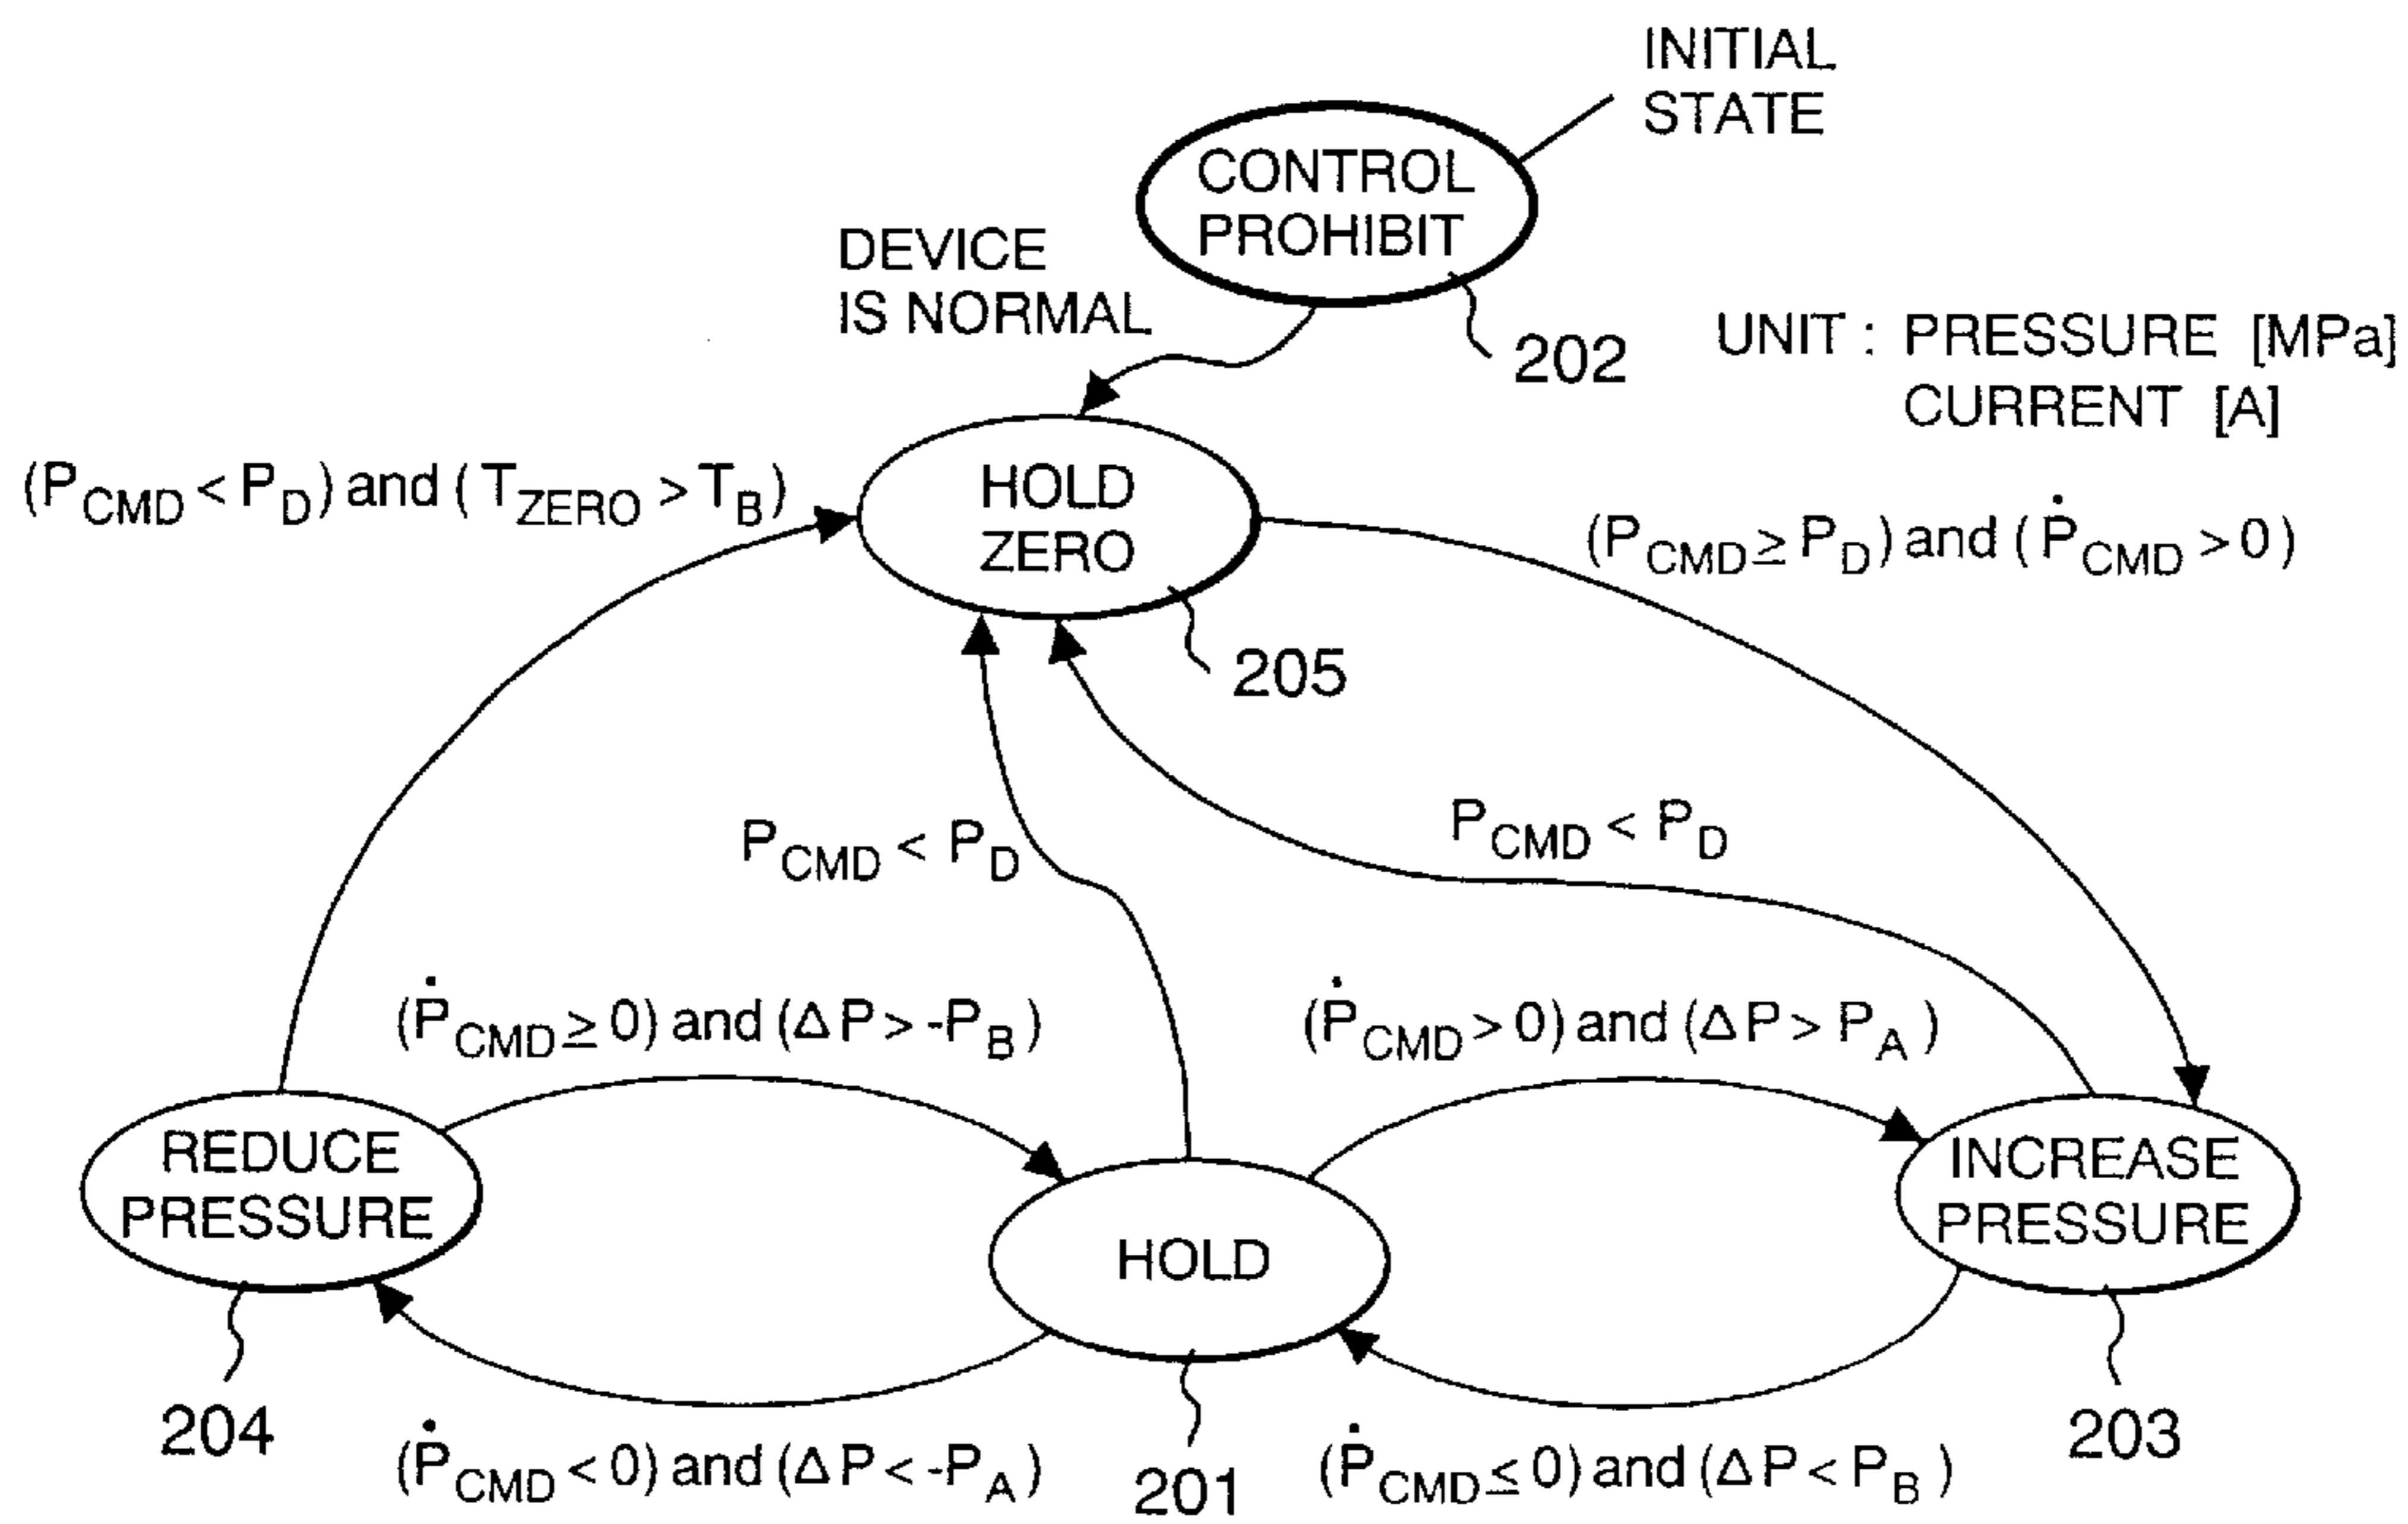 INITIAL
STATE
CONTROL
PROHIBIT
DEVICE
IS NORMAL
202
UNIT : PRESSURE [MPa]
CURRENT [A]
(P_CMD < P_D) and (T_ZERO > T_B)
HOLD
ZERO
(P_CMD ≥ P_D) and (Ṗ_CMD > 0)
205
P_CMD < P_D
P_CMD < P_D
(Ṗ_CMD ≥ 0) and (ΔP > -P_B)
(Ṗ_CMD > 0) and (ΔP > P_A)
REDUCE
PRESSURE
HOLD
INCREASE
PRESSURE
204
(Ṗ_CMD < 0) and (ΔP < -P_A)
201
(Ṗ_CMD ≤ 0) and (ΔP < P_B)
203